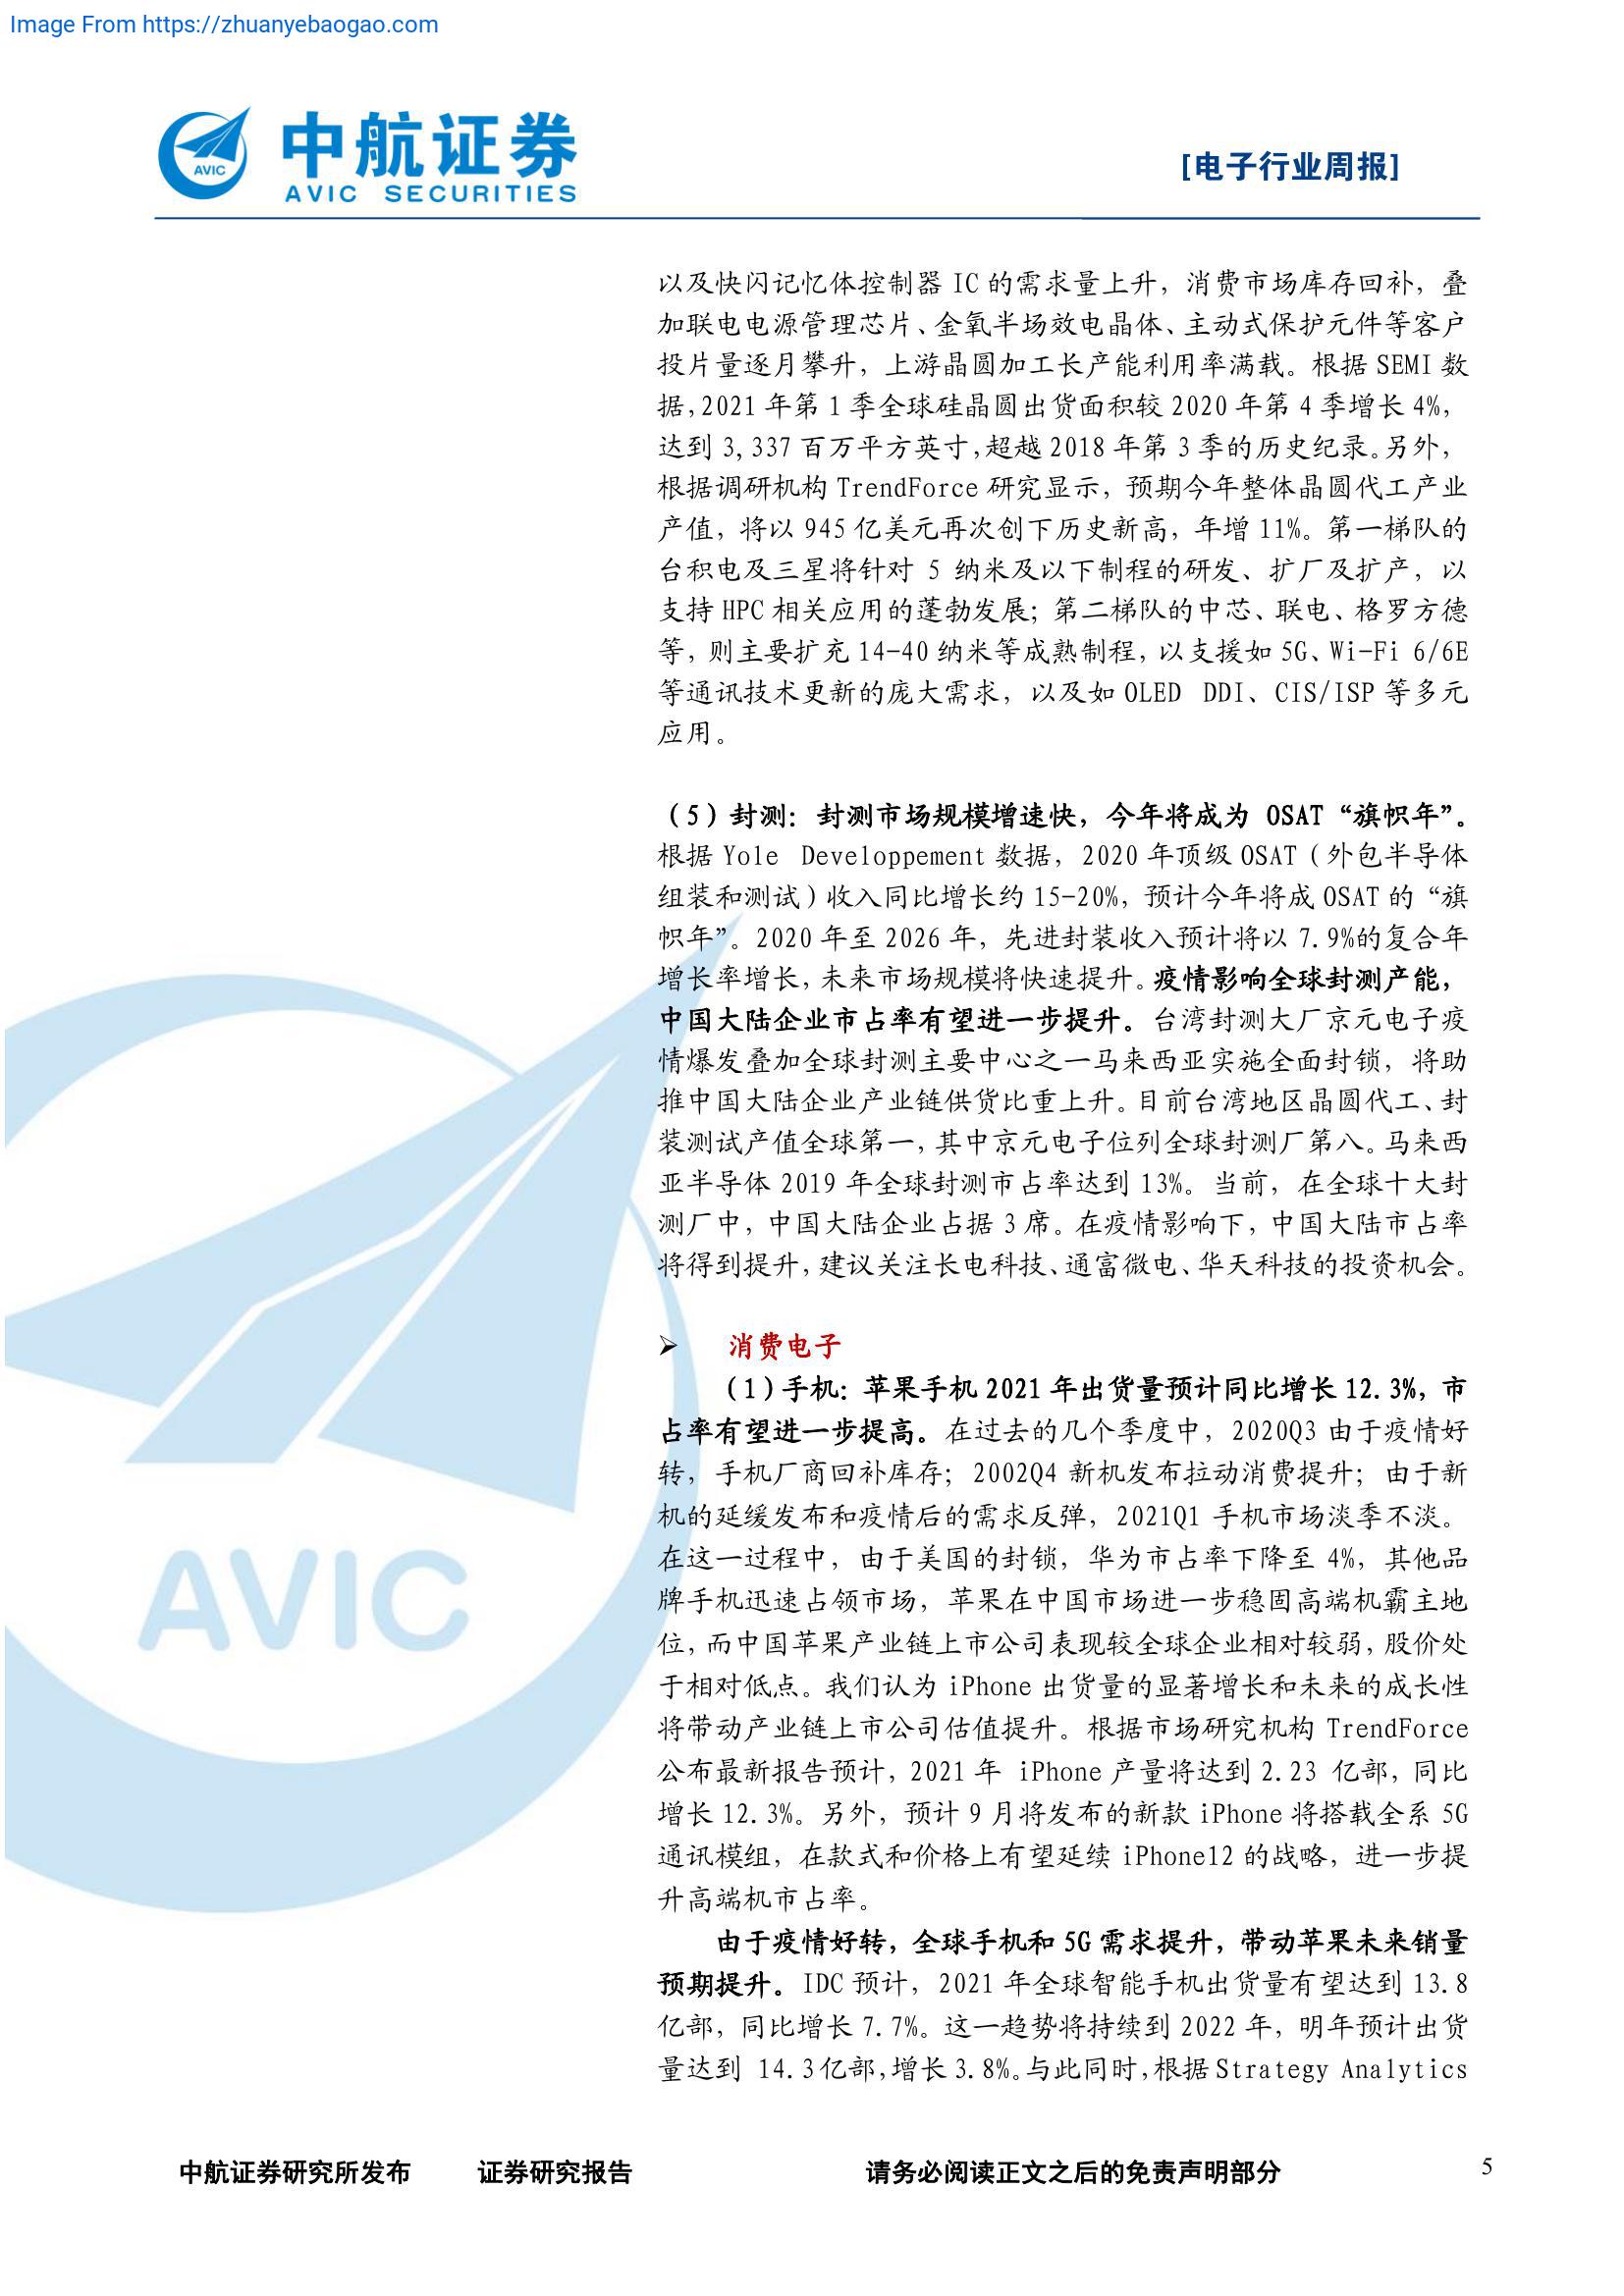 Image From https://zhuanyebaogao.com
中航证券
AVIC SECURITIES
AVIC
[电子行业周报]
以及快闪记忆体控制器 IC 的需求量上升，消费市场库存回补，叠
加联电电源管理芯片、金氧半场效电晶体、主动式保护元件等客户
投片量逐月攀升，上游晶圆加工长产能利用率满载。根据 SEMI 数
据，2021 年第 1 季全球硅晶圆出货面积较 2020 年第 4 季增长 4%，
达到 3,337 百万平方英寸，超越 2018 年第 3 季的历史纪录。另外，
根据调研机构 TrendForce 研究显示，预期今年整体晶圆代工产业
产值，将以 945 亿美元再次创下历史新高，年增 11%。第一梯队的
台积电及三星将针对 5 纳米及以下制程的研发、扩厂及扩产，以
支持 HPC 相关应用的蓬勃发展；第二梯队的中芯、联电、格罗方德
等，则主要扩充 14-40 纳米等成熟制程，以支援如 5G、Wi-Fi 6/6E
等通讯技术更新的庞大需求，以及如 OLED DDI、CIS/ISP 等多元
应用。
（5）封测：封测市场规模增速快，今年将成为 OSAT“旗帜年”。
根据 Yole Developpement 数据，2020 年顶级 OSAT（外包半导体
组装和测试）收入同比增长约 15-20%，预计今年将成 OSAT 的“旗
帜年”。2020 年至 2026 年，先进封装收入预计将以 7.9%的复合年
增长率增长，未来市场规模将快速提升。疫情影响全球封测产能，
中国大陆企业市占率有望进一步提升。台湾封测大厂京元电子疫
情爆发叠加全球封测主要中心之一马来西亚实施全面封锁，将助
推中国大陆企业产业链供货比重上升。目前台湾地区晶圆代工、封
装测试产值全球第一，其中京元电子位列全球封测厂第八。马来西
亚半导体 2019 年全球封测市占率达到 13%。当前，在全球十大封
测厂中，中国大陆企业占据 3 席。在疫情影响下，中国大陆市占率
将得到提升，建议关注长电科技、通富微电、华天科技的投资机会。
➢ 消费电子
（1）手机：苹果手机 2021 年出货量预计同比增长 12.3%，市
占率有望进一步提高。在过去的几个季度中，2020Q3 由于疫情好
转，手机厂商回补库存；2002Q4 新机发布拉动消费提升；由于新
机的延缓发布和疫情后的需求反弹，2021Q1 手机市场淡季不淡。
在这一过程中，由于美国的封锁，华为市占率下降至 4%，其他品
牌手机迅速占领市场，苹果在中国市场进一步稳固高端机霸主地
位，而中国苹果产业链上市公司表现较全球企业相对较弱，股价处
于相对低点。我们认为 iPhone 出货量的显著增长和未来的成长性
将带动产业链上市公司估值提升。根据市场研究机构 TrendForce
公布最新报告预计，2021 年 iPhone 产量将达到 2.23 亿部，同比
增长 12.3%。另外，预计 9 月将发布的新款 iPhone 将搭载全系 5G
通讯模组，在款式和价格上有望延续 iPhone12 的战略，进一步提
升高端机市占率。
由于疫情好转，全球手机和 5G 需求提升，带动苹果未来销量
预期提升。IDC 预计，2021 年全球智能手机出货量有望达到 13.8
亿部，同比增长 7.7%。这一趋势将持续到 2022 年，明年预计出货
量达到 14.3亿部，增长 3.8%。与此同时，根据 Strategy Analytics
AVIC
中航证券研究所发布 证券研究报告 请务必阅读正文之后的免责声明部分 5